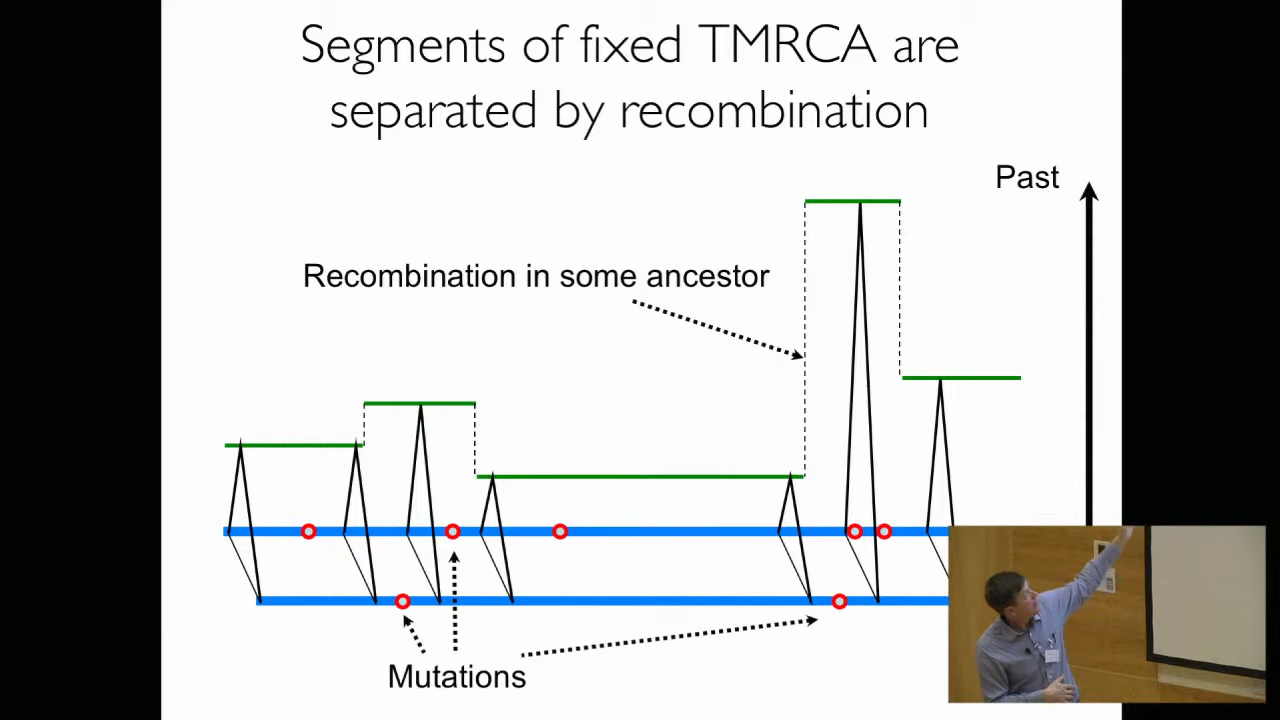 Segments of fixed TMRCA are
separated by recombination
Past
Recombination in some ancestor
Mutations